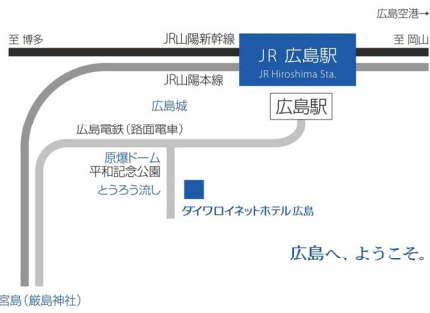 広島空港→
至 博多
JR山陽新幹線
至 岡山
JR 広島駅
JR Hiroshima Sta.
JR山陽本線
広島城
広島駅
広島電鉄（路面電車）
原爆ドーム
平和記念公園
とうろう流し
ダイワロイネットホテル広島
広島へ、ようこそ。
宮島（厳島神社）